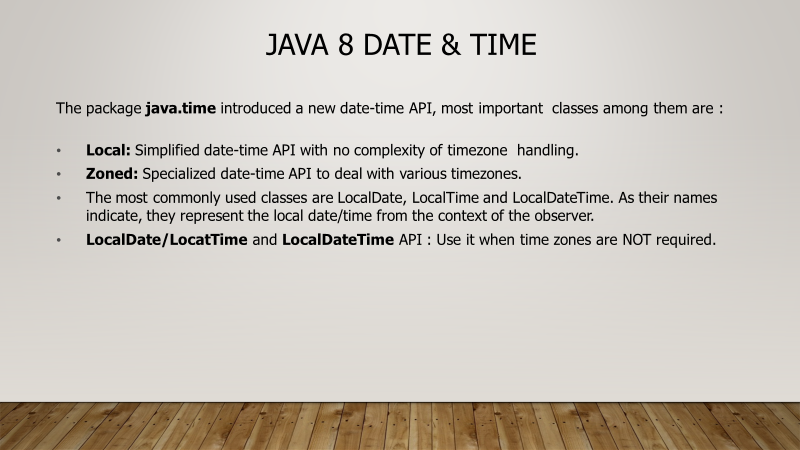 JAVA 8 DATE & TIME
The package java.time introduced a new date-time API, most important  classes among them are :
• Local: Simplified date-time API with no complexity of timezone  handling.
• Zoned: Specialized date-time API to deal with various timezones.
• The most commonly used classes are LocalDate, LocalTime and LocalDateTime. As their names
indicate, they represent the local date/time from the context of the observer.
• LocalDate/LocatTime and LocalDateTime API : Use it when time zones are NOT required.